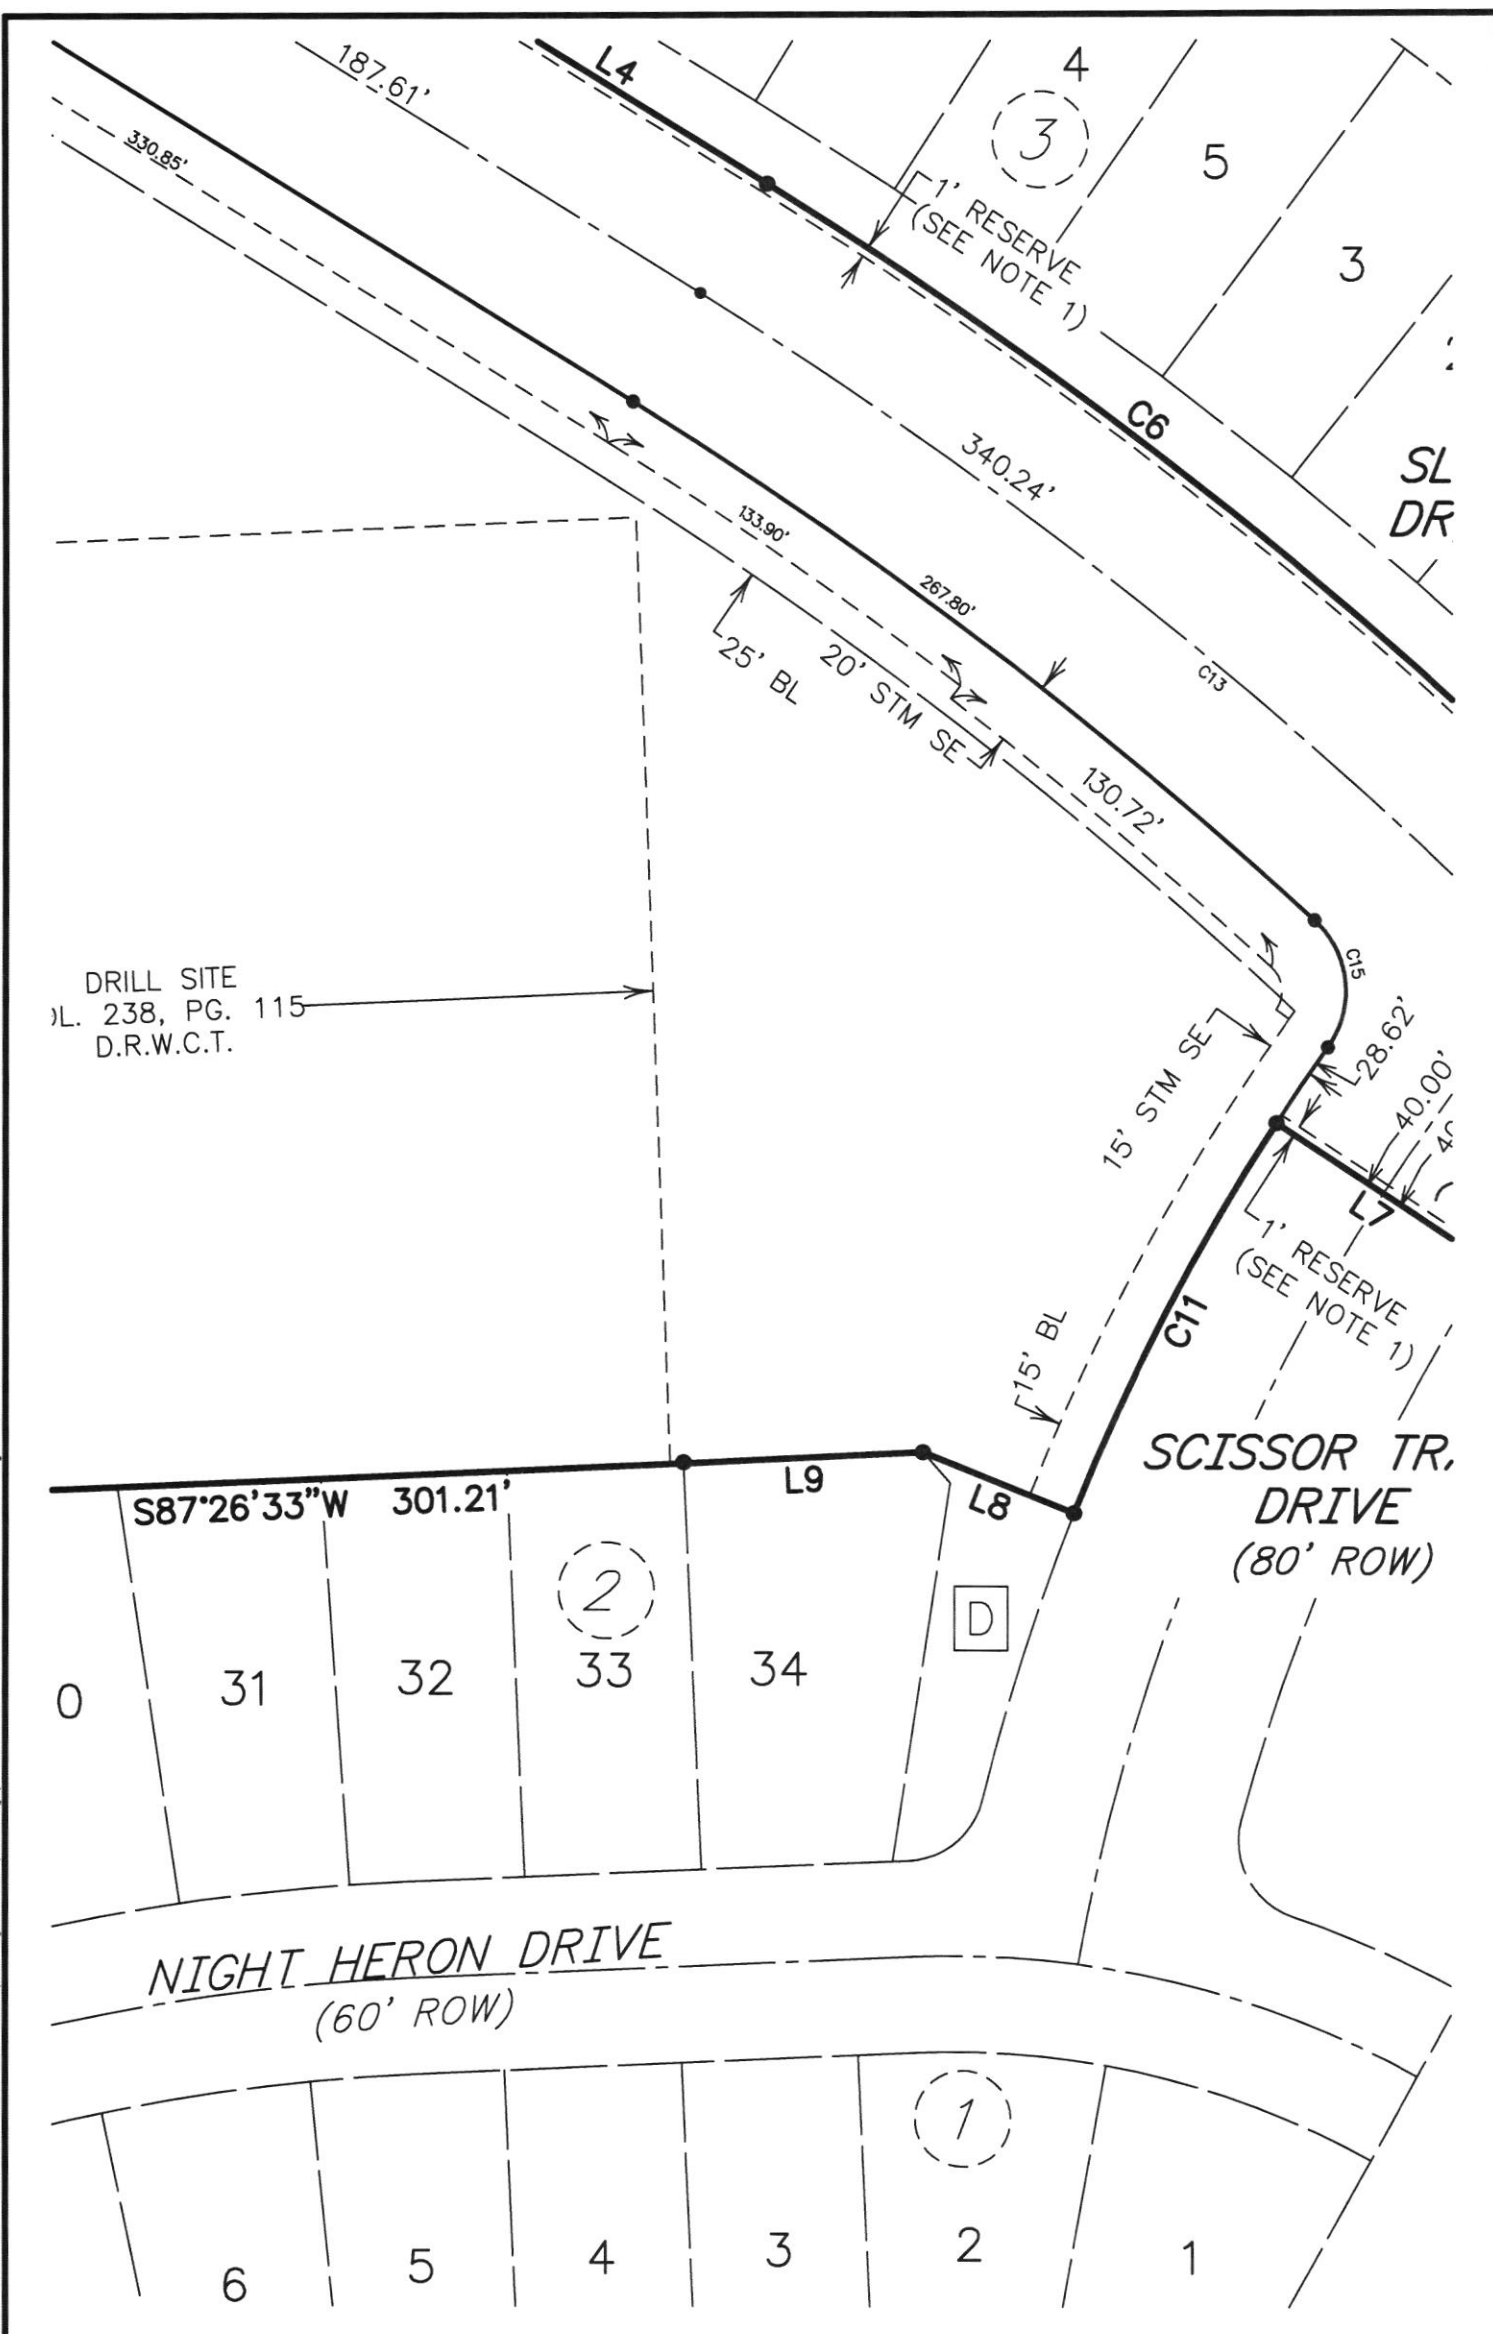 187.61'
L4
4
3
5
3
330.85'
1' RESERVE
(SEE NOTE 1)
C6
SL
DR
340.24'
133.90'
267.80'
C13
25' BL
20' STM SE
130.72'
DRILL SITE
L. 238, PG. 115
D.R.W.C.T.
C15
28.62'
40.00'
15' STM SE
L7
1' RESERVE
(SEE NOTE 1)
C11
15' BL
SCISSOR TR
DRIVE
(80' ROW)
S87°26'33"W 301.21'
L9
L8
2
D
0
31
32
33
34
NIGHT HERON DRIVE
(60' ROW)
1
6
5
4
3
2
1